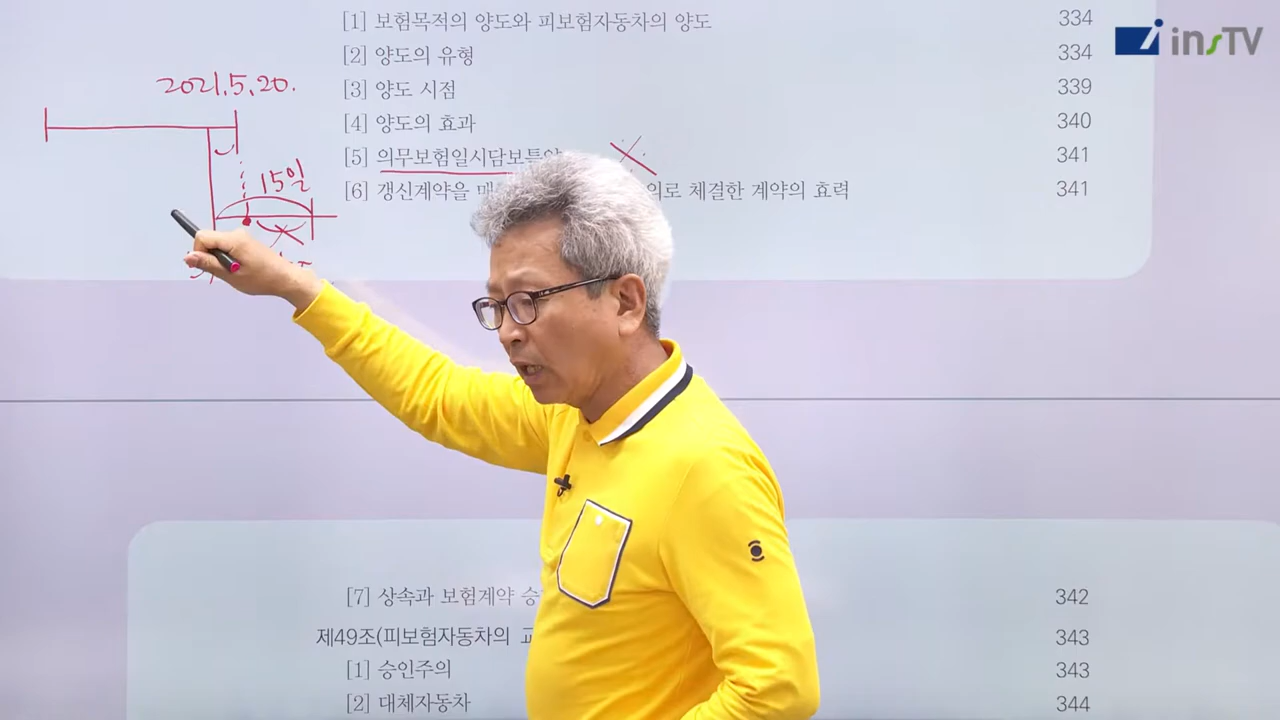 [1] 보험목적의 양도와 피보험자동차의 양도 334
insTV
[2] 양도의 유형 334
2021.5.20.
[3] 양도 시점 339
[4] 양도의 효과 340
[5] 의무보험일시담보특약 341
15일
[6] 갱신계약을 의로 체결한 계약의 효력 341
[7] 상속과 보험계약 승 342
제49조(피보험자동차의 교 343
[1] 승인주의 343
[2] 대체자동차 344